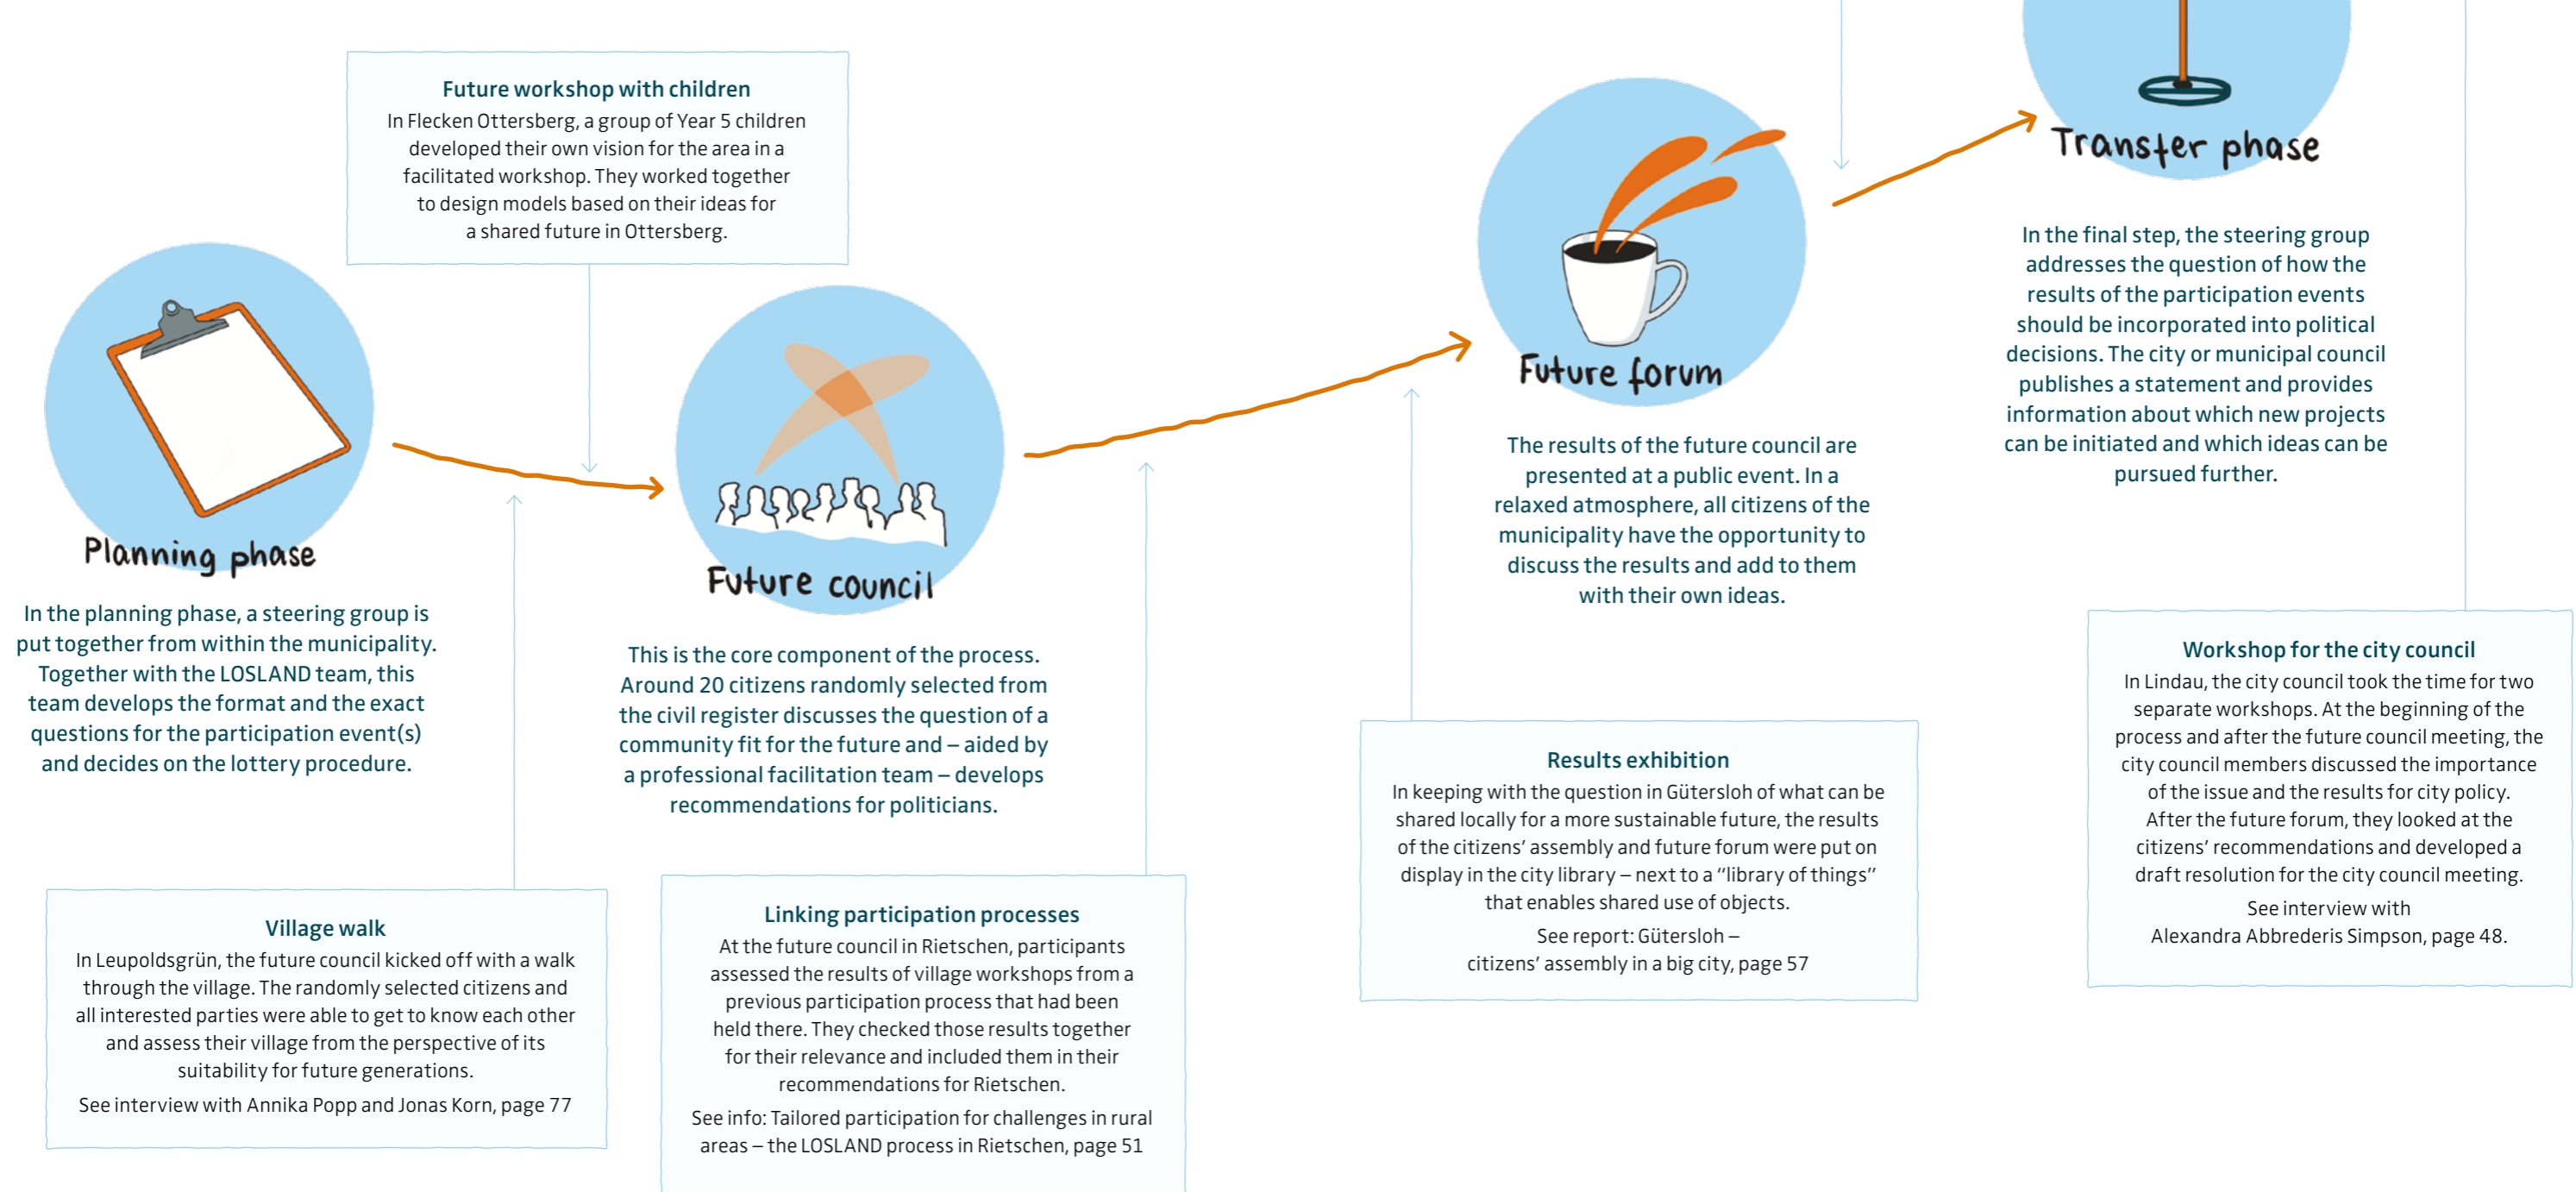 Future workshop with children
In Flecken Ottersberg, a group of Year 5 children
developed their own vision for the area in a
facilitated workshop. They worked together
to design models based on their ideas for
a shared future in Ottersberg.
Planning phase
In the planning phase, a steering group is
put together from within the municipality.
Together with the LOSLAND team, this
team develops the format and the exact
questions for the participation event(s)
and decides on the lottery procedure.
Village walk
In Leupoldsgrün, the future council kicked off with a walk
through the village. The randomly selected citizens and
all interested parties were able to get to know each other
and assess their village from the perspective of its
suitability for future generations.
See interview with Annika Popp and Jonas Korn, page 77
Future council
This is the core component of the process.
Around 20 citizens randomly selected from
the civil register discusses the question of a
community fit for the future and – aided by
a professional facilitation team – develops
recommendations for politicians.
Linking participation processes
At the future council in Rietschen, participants
assessed the results of village workshops from a
previous participation process that had been
held there. They checked those results together
for their relevance and included them in their
recommendations for Rietschen.
See info: Tailored participation for challenges in rural
areas – the LOSLAND process in Rietschen, page 51
Future forum
The results of the future council are
presented at a public event. In a
relaxed atmosphere, all citizens of the
municipality have the opportunity to
discuss the results and add to them
with their own ideas.
Results exhibition
In keeping with the question in Gütersloh of what can be
shared locally for a more sustainable future, the results
of the citizens’ assembly and future forum were put on
display in the city library – next to a “library of things”
that enables shared use of objects.
See report: Gütersloh –
citizens’ assembly in a big city, page 57
Transfer phase
In the final step, the steering group
addresses the question of how the
results of the participation events
should be incorporated into political
decisions. The city or municipal council
publishes a statement and provides
information about which new projects
can be initiated and which ideas can be
pursued further.
Workshop for the city council
In Lindau, the city council took the time for two
separate workshops. At the beginning of the
process and after the future council meeting, the
city council members discussed the importance
of the issue and the results for city policy.
After the future forum, they looked at the
citizens’ recommendations and developed a
draft resolution for the city council meeting.
See interview with
Alexandra Abbrederis Simpson, page 48.